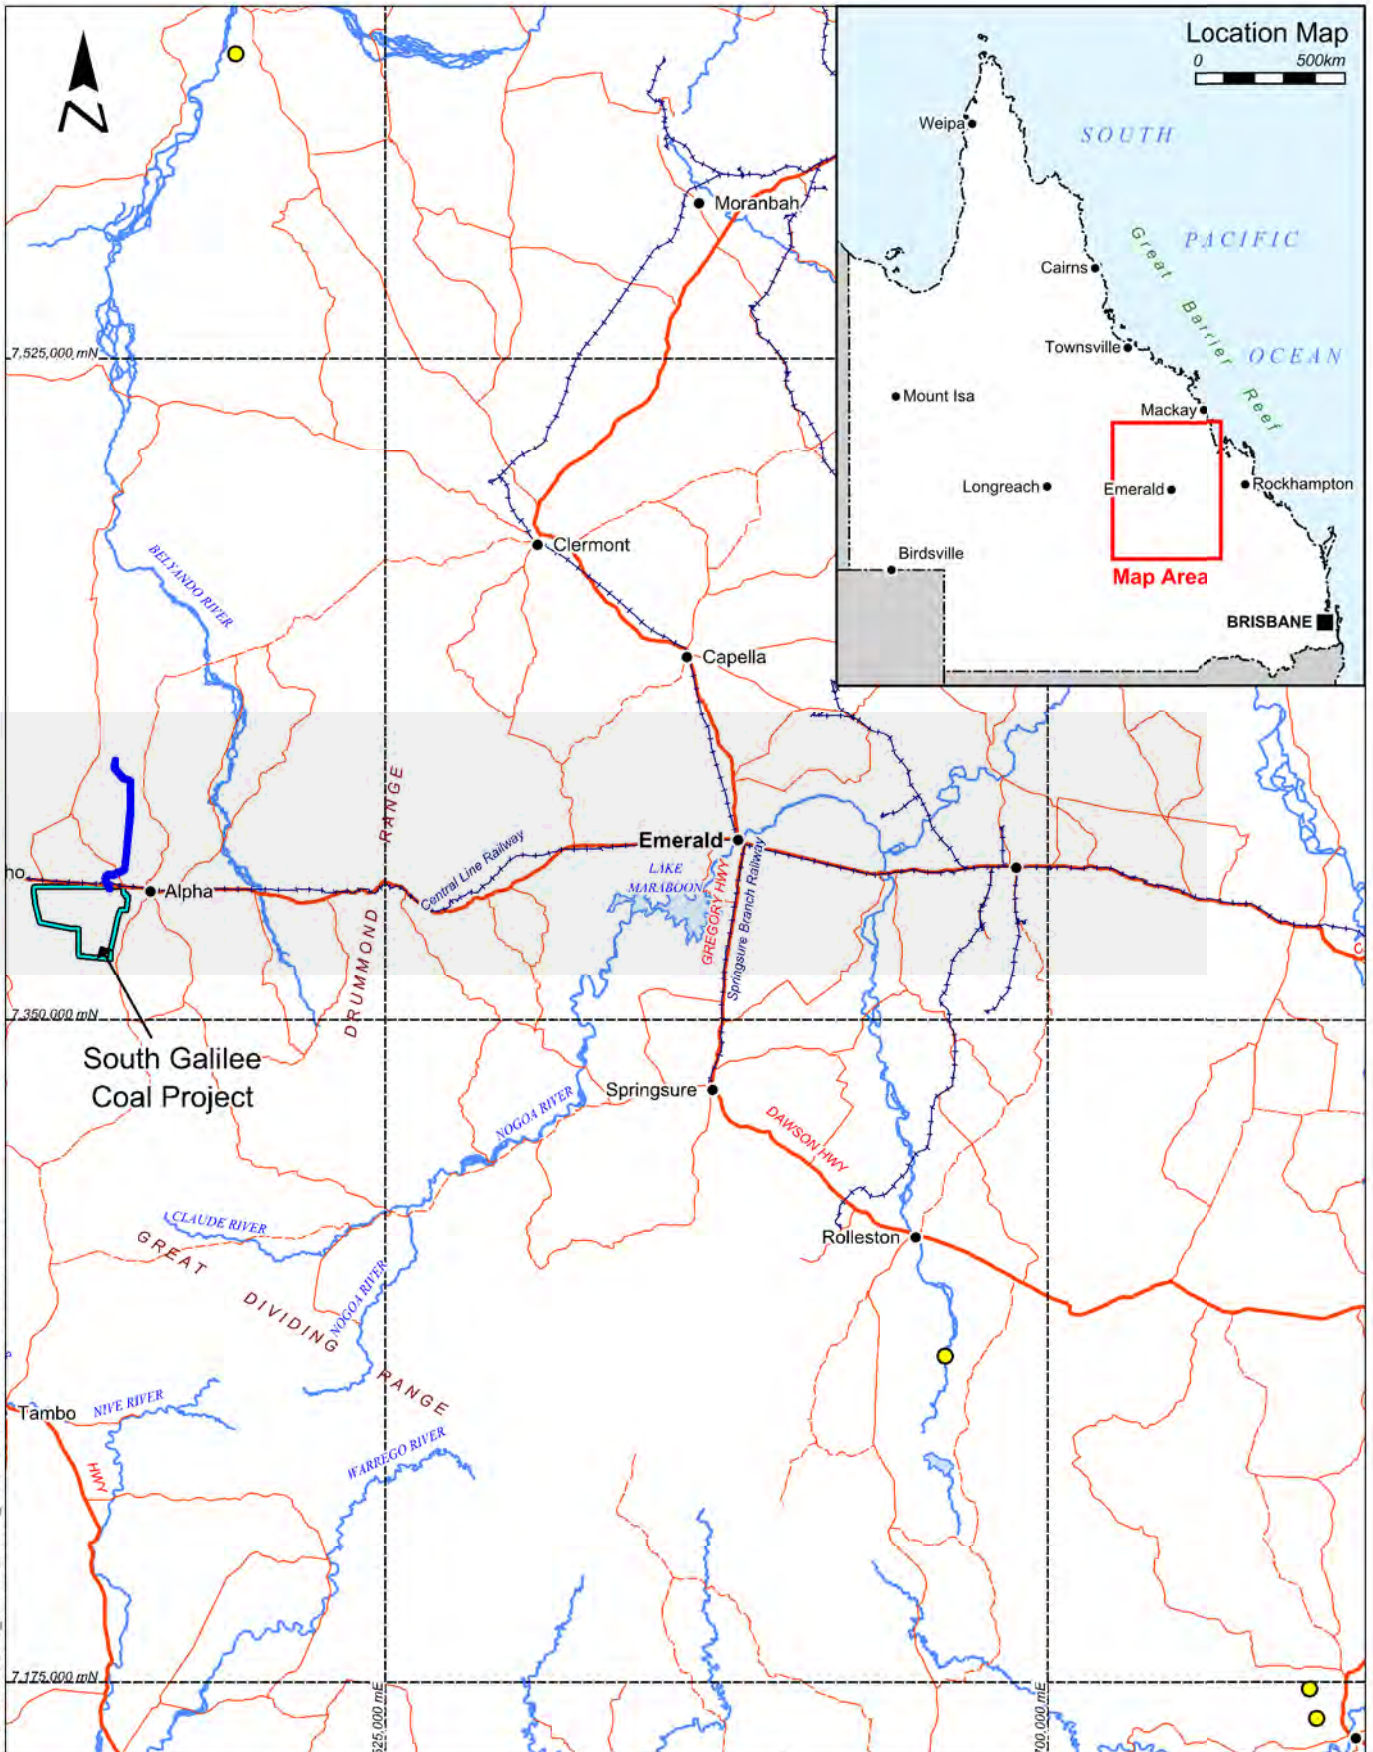 N
Location Map
0 500km
Weipa
SOUTH
PACIFIC
OCEAN
Great Barrier Reef
Cairns
Townsville
Mount Isa
Mackay
Longreach
Emerald
Rockhampton
Birdsville
Map Area
BRISBANE
Moranbah
7,525,000 mN
Clermont
BELYANDO RIVER
Capella
DRUMMOND RANGE
Central Line Railway
Emerald
LAKE
MARABOON
GREGORY HWY
Springsure Branch Railway
ho
Alpha
7,350,000 mN
South Galilee
Coal Project
Springsure
NOGOA RIVER
DAWSON HWY
CLAUDE RIVER
Rolleston
GREAT
DIVIDING
RANGE
NOGOA RIVER
Tambo
NIVE RIVER
HWY
WARREGO RIVER
7,175,000 mN
525,000 mE
700,000 mE